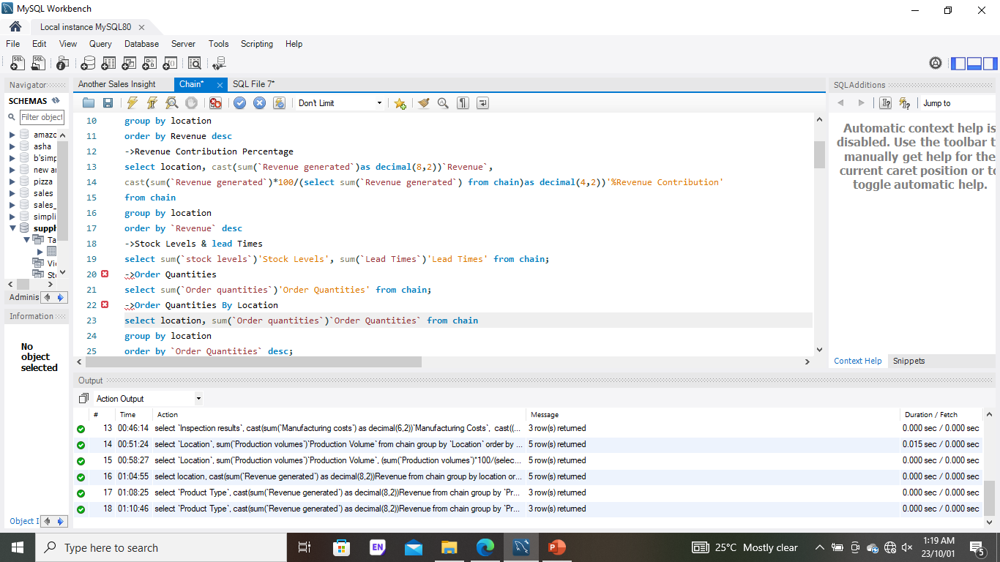 MySQL Workbench
Local instance MySQL80
File Edit View Query Database Server Tools Scripting Help
Navigator
SCHEMAS
Filter object
amazo
asha
b'simp
new ar
pizza
sales
sales_
simpli
suppl
Ta
Vi
St
Adminis
Information
No
object
selected
Object I
Another Sales Insight Chain* SQL File 7*
Don't Limit
10 group by location
11 order by Revenue desc
12 ->Revenue Contribution Percentage
13 select location, cast(sum(`Revenue generated`)as decimal(8,2))`Revenue`,
14 cast(sum(`Revenue generated`)*100/(select sum(`Revenue generated`) from chain)as decimal(4,2))'%Revenue Contribution'
15 from chain
16 group by location
17 order by `Revenue` desc
18 ->Stock Levels & lead Times
19 select sum(`stock levels`)'Stock Levels', sum(`Lead Times`)'Lead Times' from chain;
20 ->Order Quantities
21 select sum(`Order quantities`)'Order Quantities' from chain;
22 ->Order Quantities By Location
23 select location, sum(`Order quantities`)`Order Quantities` from chain
24 group by location
25 order by `Order Quantities` desc;
SQLAdditions
Jump to
Automatic context help is
disabled. Use the toolbar t
manually get help for the
current caret position or to
toggle automatic help.
Context Help Snippets
Output
Action Output
# Time Action Message Duration / Fetch
13 00:46:14 select `Inspection results`, cast(sum(`Manufacturing costs`) as decimal(6,2))`Manufacturing Costs`, cast((... 3 row(s) returned 0.000 sec / 0.000 sec
14 00:51:24 select `Location`, sum(`Production volumes`)`Production Volume` from chain group by `Location` order by ... 5 row(s) returned 0.015 sec / 0.000 sec
15 00:58:27 select `Location`, sum(`Production volumes`)`Production Volume`, (sum(`Production volumes`)*100/(selec... 5 row(s) returned 0.000 sec / 0.000 sec
16 01:04:55 select location, cast(sum(`Revenue generated`) as decimal(8,2))Revenue from chain group by location or... 5 row(s) returned 0.000 sec / 0.000 sec
17 01:08:25 select `Product Type`, cast(sum(`Revenue generated`) as decimal(8,2))Revenue from chain group by `Pr... 3 row(s) returned 0.000 sec / 0.000 sec
18 01:10:46 select `Product Type`, cast(sum(`Revenue generated`) as decimal(8,2))Revenue from chain group by `Pr... 3 row(s) returned 0.000 sec / 0.000 sec
Type here to search
EN
25°C Mostly clear
1:19 AM
23/10/01
5